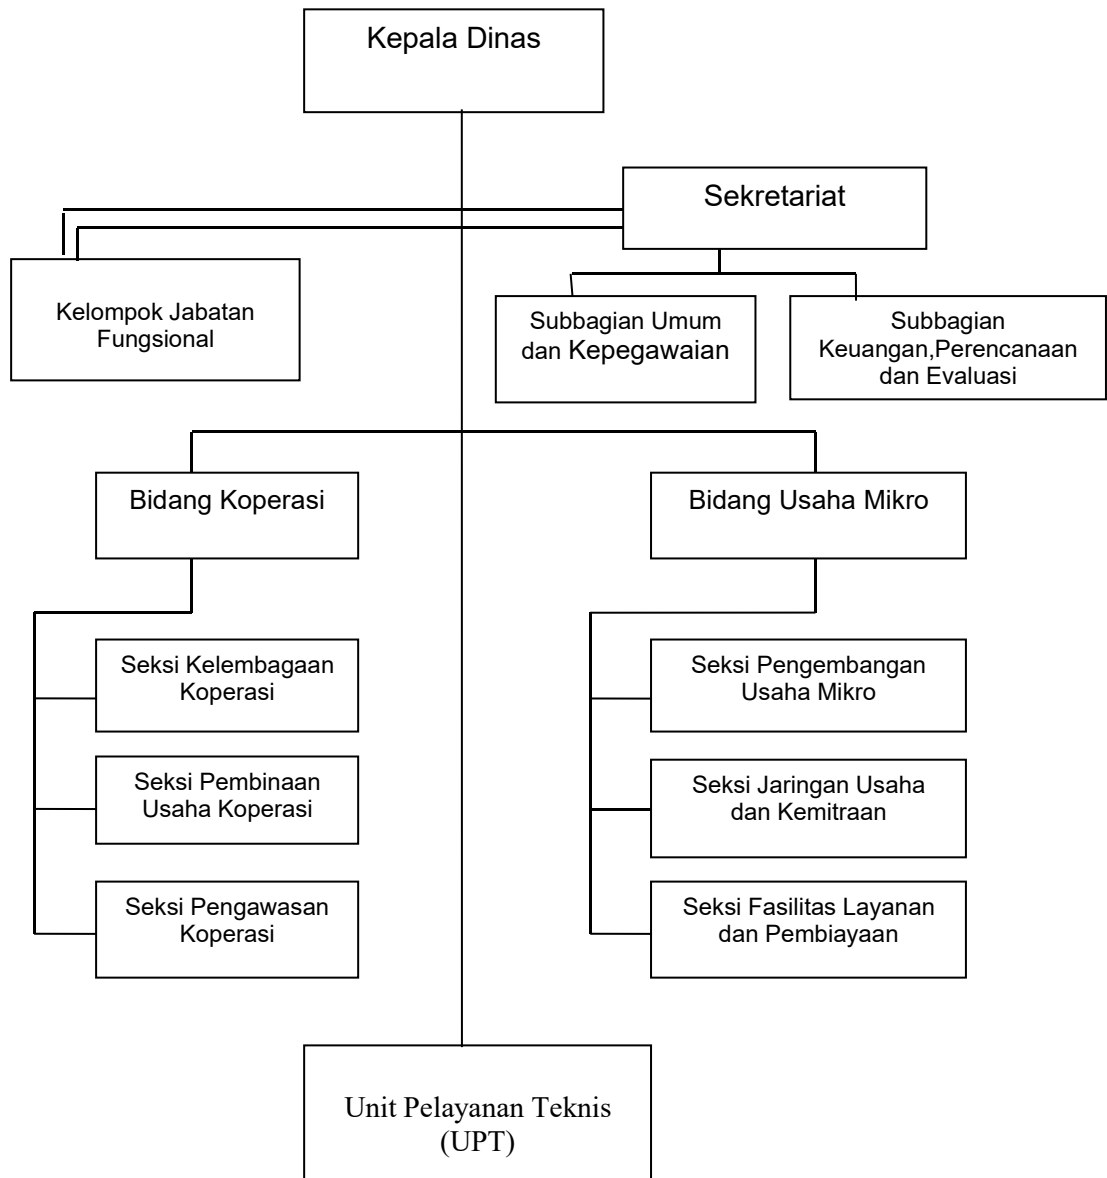 Kepala Dinas
Sekretariat
Kelompok Jabatan
Fungsional
Subbagian Umum
dan Kepegawaian
Subbagian
Keuangan,Perencanaan
dan Evaluasi
Bidang Koperasi
Bidang Usaha Mikro
Seksi Kelembagaan
Koperasi
Seksi Pengembangan
Usaha Mikro
Seksi Pembinaan
Usaha Koperasi
Seksi Jaringan Usaha
dan Kemitraan
Seksi Pengawasan
Koperasi
Seksi Fasilitas Layanan
dan Pembiayaan
Unit Pelayanan Teknis
(UPT)